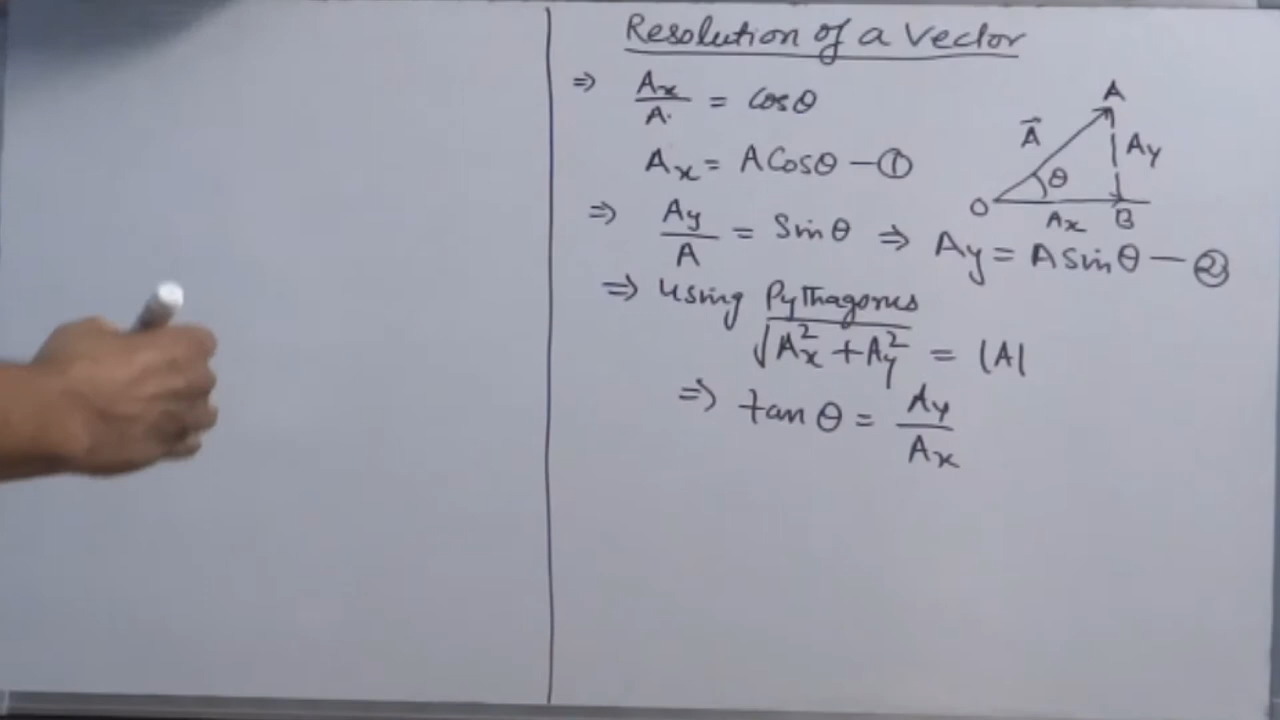 Resolution of a Vector
⇒ Ax/A = Cosθ
Ax = ACosθ — ①
⇒ Ay/A = Sinθ ⇒ Ay = Asinθ — ②
⇒ using Pythagorus
√(Ax² + Ay²) = |A|
⇒ tan θ = Ay/Ax
A
A⃗
Ay
θ
O
Ax
B